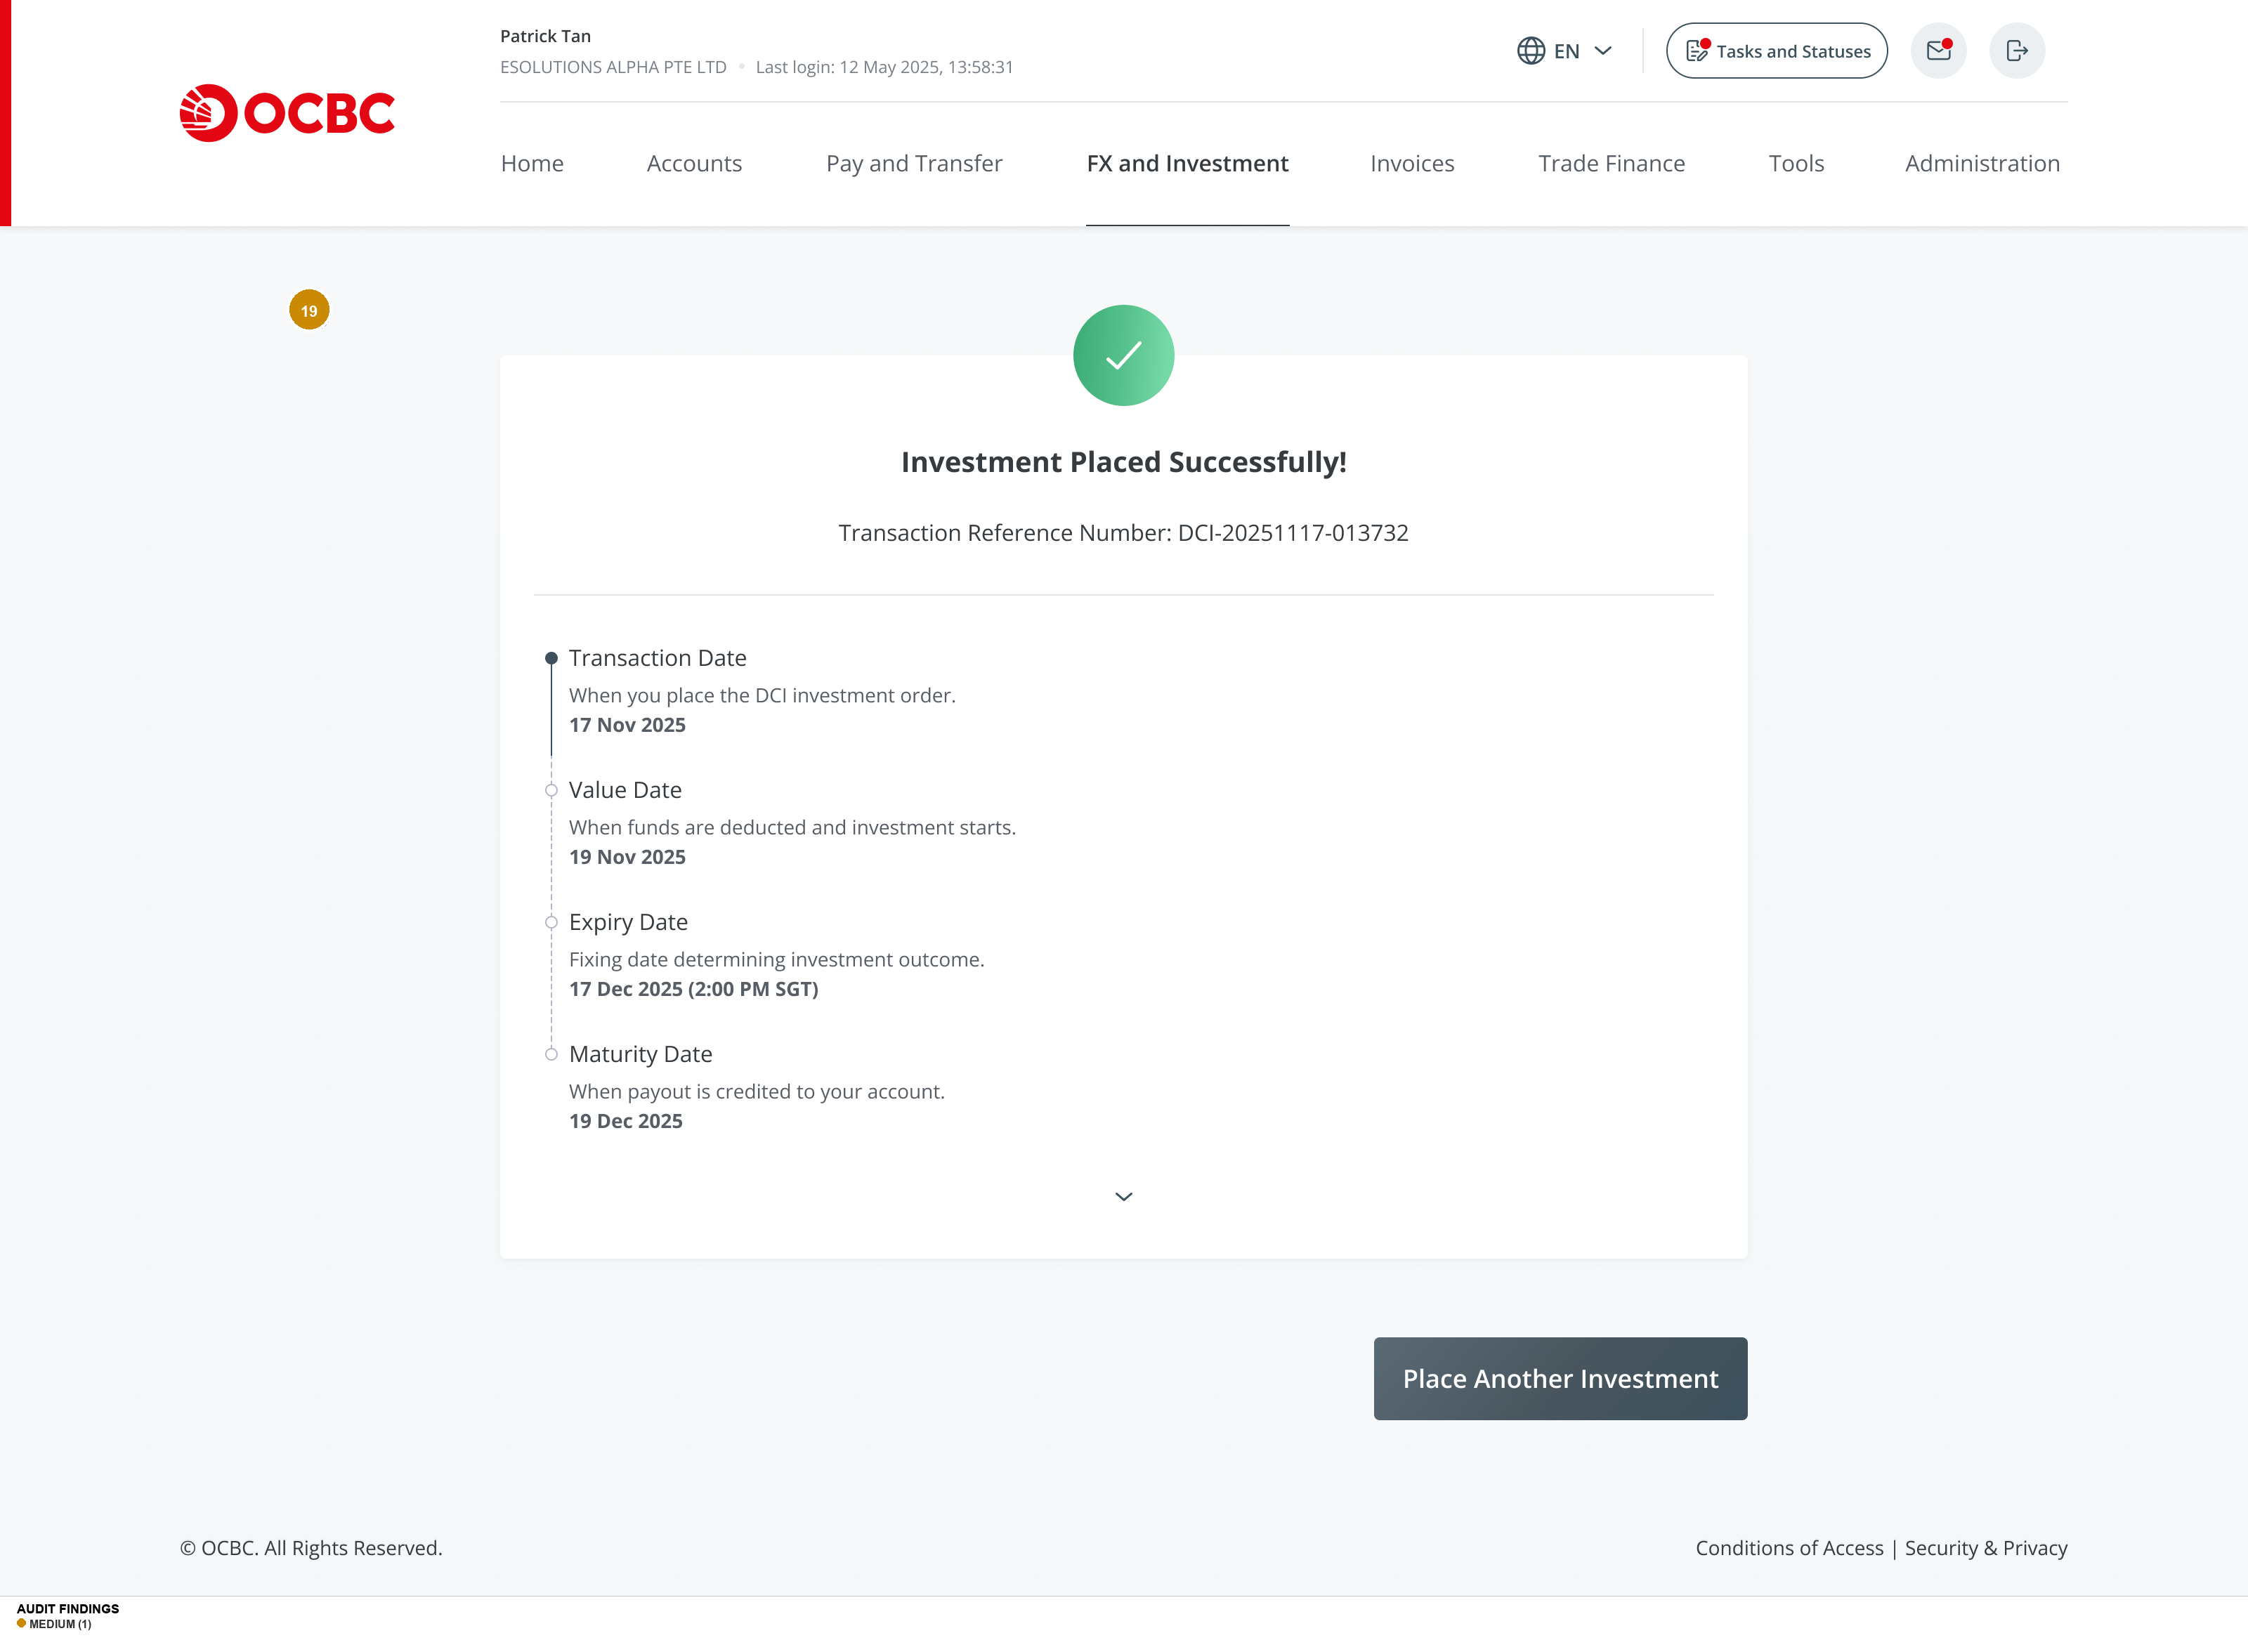 Patrick Tan
ESOLUTIONS ALPHA PTE LTD • Last login: 12 May 2025, 13:58:31
EN
Tasks and Statuses
OCBC
Home
Accounts
Pay and Transfer
FX and Investment
Invoices
Trade Finance
Tools
Administration
19
Investment Placed Successfully!
Transaction Reference Number: DCI-20251117-013732
Transaction Date
When you place the DCI investment order.
17 Nov 2025
Value Date
When funds are deducted and investment starts.
19 Nov 2025
Expiry Date
Fixing date determining investment outcome.
17 Dec 2025 (2:00 PM SGT)
Maturity Date
When payout is credited to your account.
19 Dec 2025
Place Another Investment
© OCBC. All Rights Reserved.
Conditions of Access | Security & Privacy
AUDIT FINDINGS
MEDIUM (1)